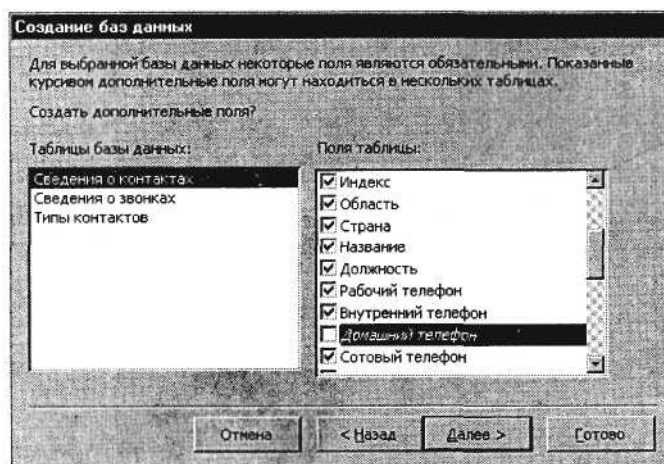 Создание баз данных
Для выбранной базы данных некоторые поля являются обязательными. Показанные
курсивом дополнительные поля могут находиться в нескольких таблицах.
Создать дополнительные поля?
Таблицы базы данных:
Поля таблицы:
Сведения о контактах
Сведения о звонках
Типы контактов
Индекс
Область
Страна
Название
Должность
Рабочий телефон
Внутренний телефон
Домашний телефон
Сотовый телефон
Отмена
< Назад
Далее >
Готово